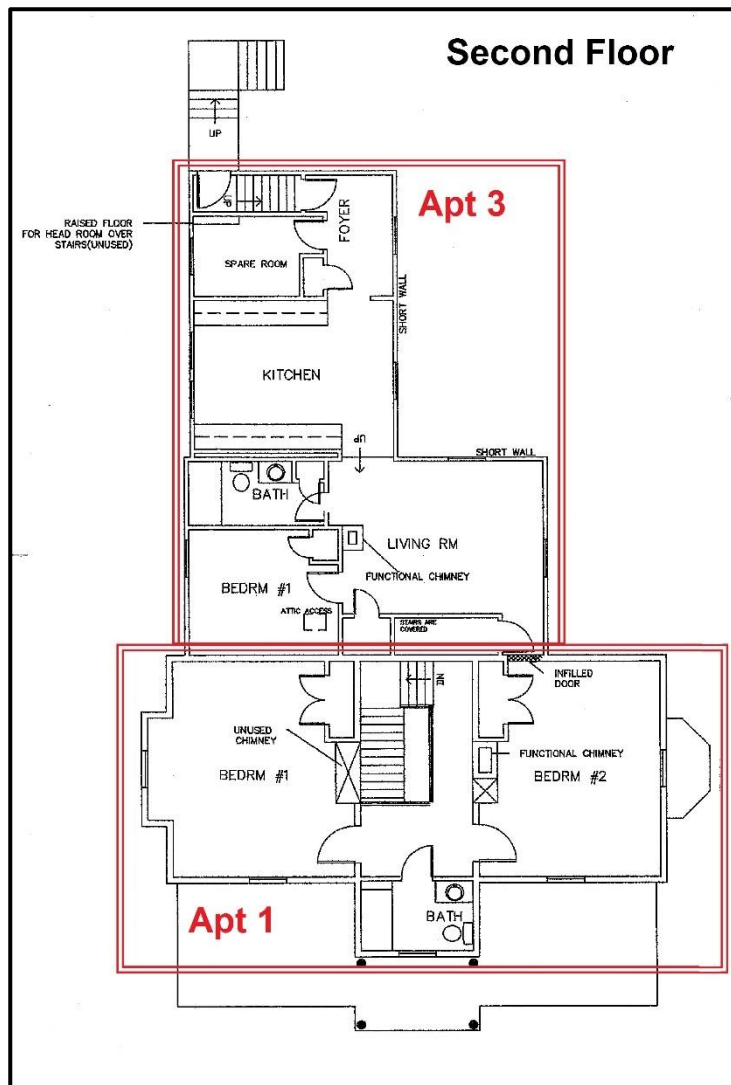 Second Floor
UP
Apt 3
UP
FOYER
RAISED FLOOR
FOR HEAD ROOM OVER
STAIRS(UNUSED)
SPARE ROOM
SHORT WALL
KITCHEN
UP
SHORT WALL
BATH
LIVING RM
FUNCTIONAL CHIMNEY
BEDRM #1
ATTIC ACCESS
STAIRS ARE
COVERED
INFILLED
DOOR
DN
UNUSED
CHIMNEY
FUNCTIONAL CHIMNEY
BEDRM #1
BEDRM #2
Apt 1
BATH